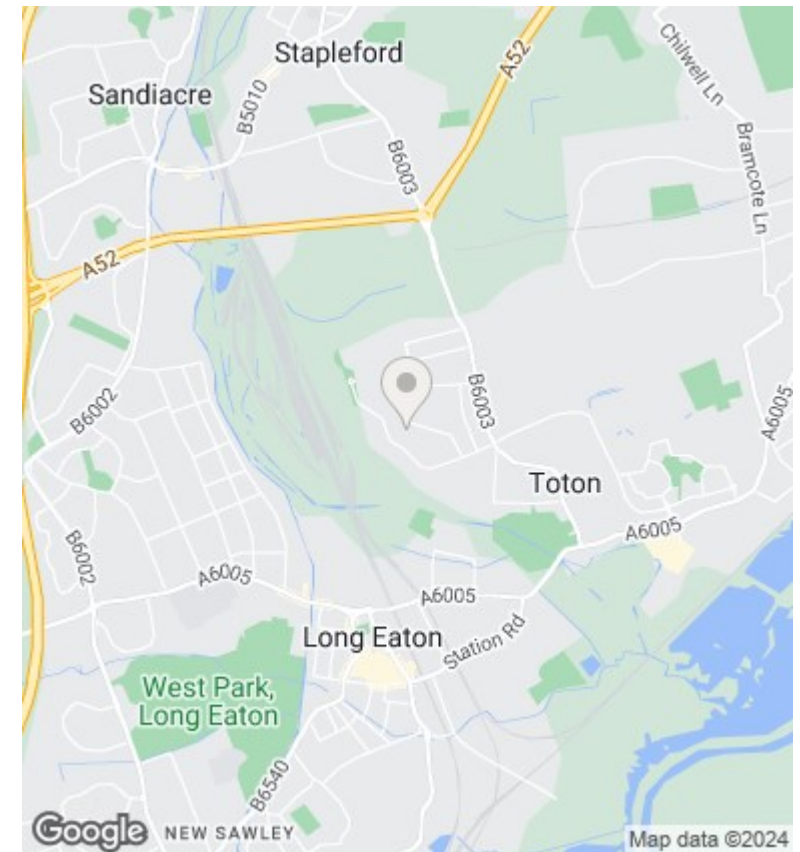 Stapleford
Sandiacre
B5010
A52
Chilwell Ln
Bramcote Ln
B6003
A52
B6002
B6003
A6005
Toton
A6005
B6002
A6005
A6005
Long Eaton
Station Rd
West Park,
Long Eaton
B6540
Google
NEW SAWLEY
Map data ©2024